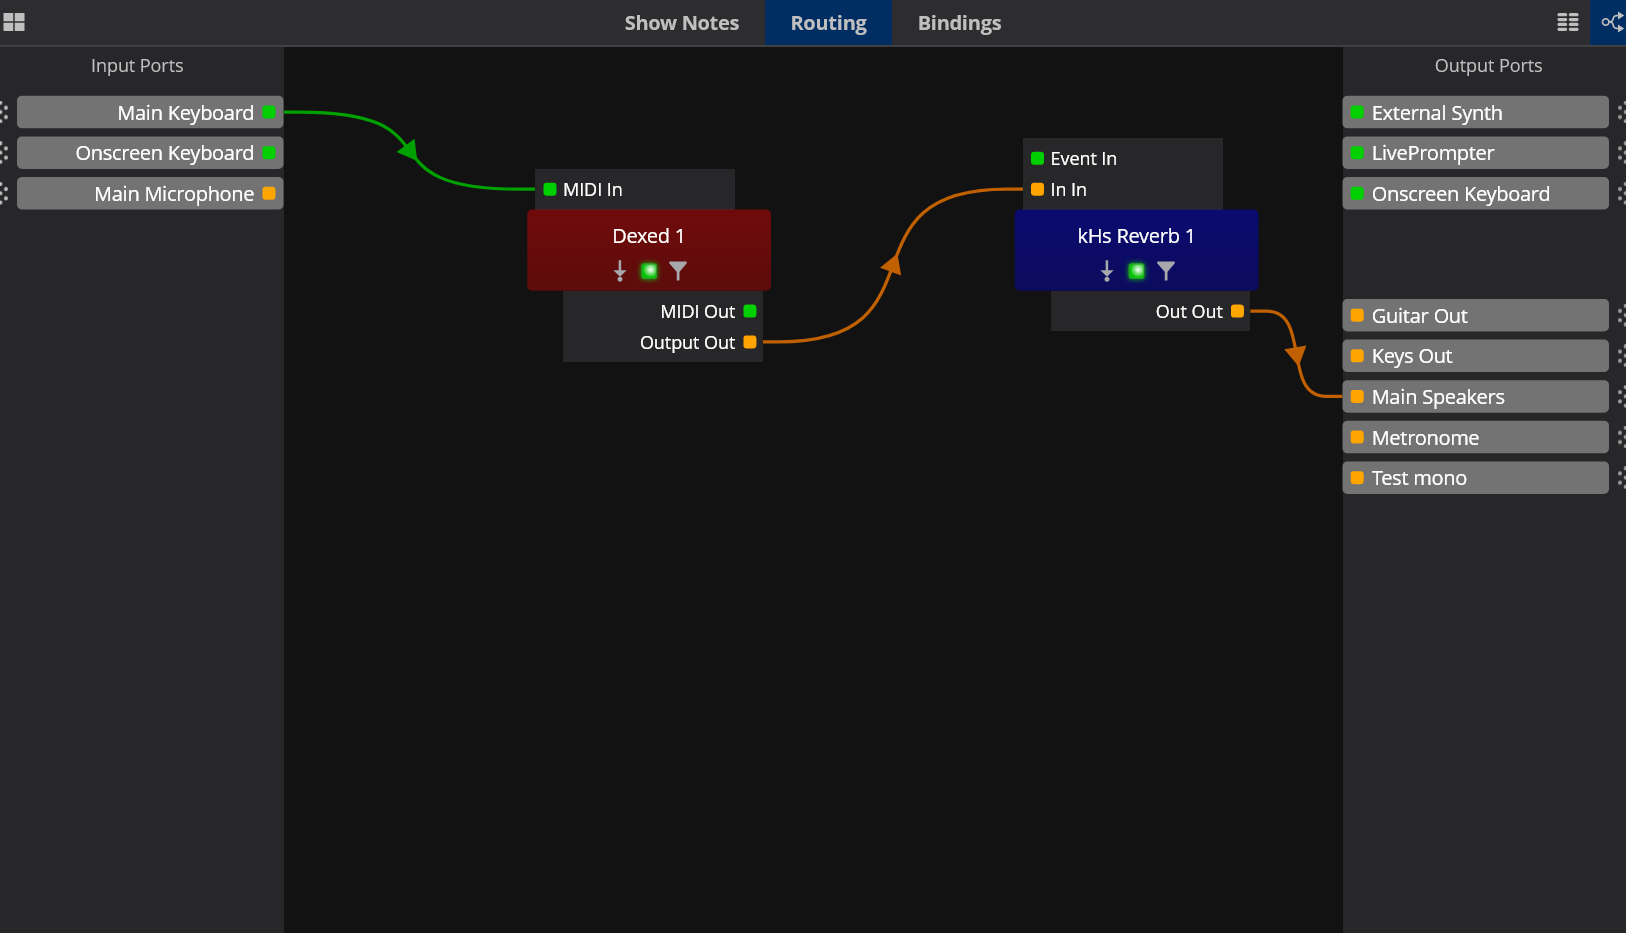 Show Notes
Routing
Bindings
Input Ports
Output Ports
Main Keyboard
Onscreen Keyboard
Main Microphone
MIDI In
Dexed 1
MIDI Out
Output Out
Event In
In In
kHs Reverb 1
Out Out
External Synth
LivePrompter
Onscreen Keyboard
Guitar Out
Keys Out
Main Speakers
Metronome
Test mono